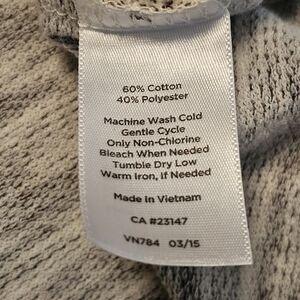 60% Cotton
40% Polyester
Machine Wash Cold
Gentle Cycle
Only Non-Chlorine
Bleach When Needed
Tumble Dry Low
Warm Iron, If Needed
Made in Vietnam
CA #23147
VN784 03/15